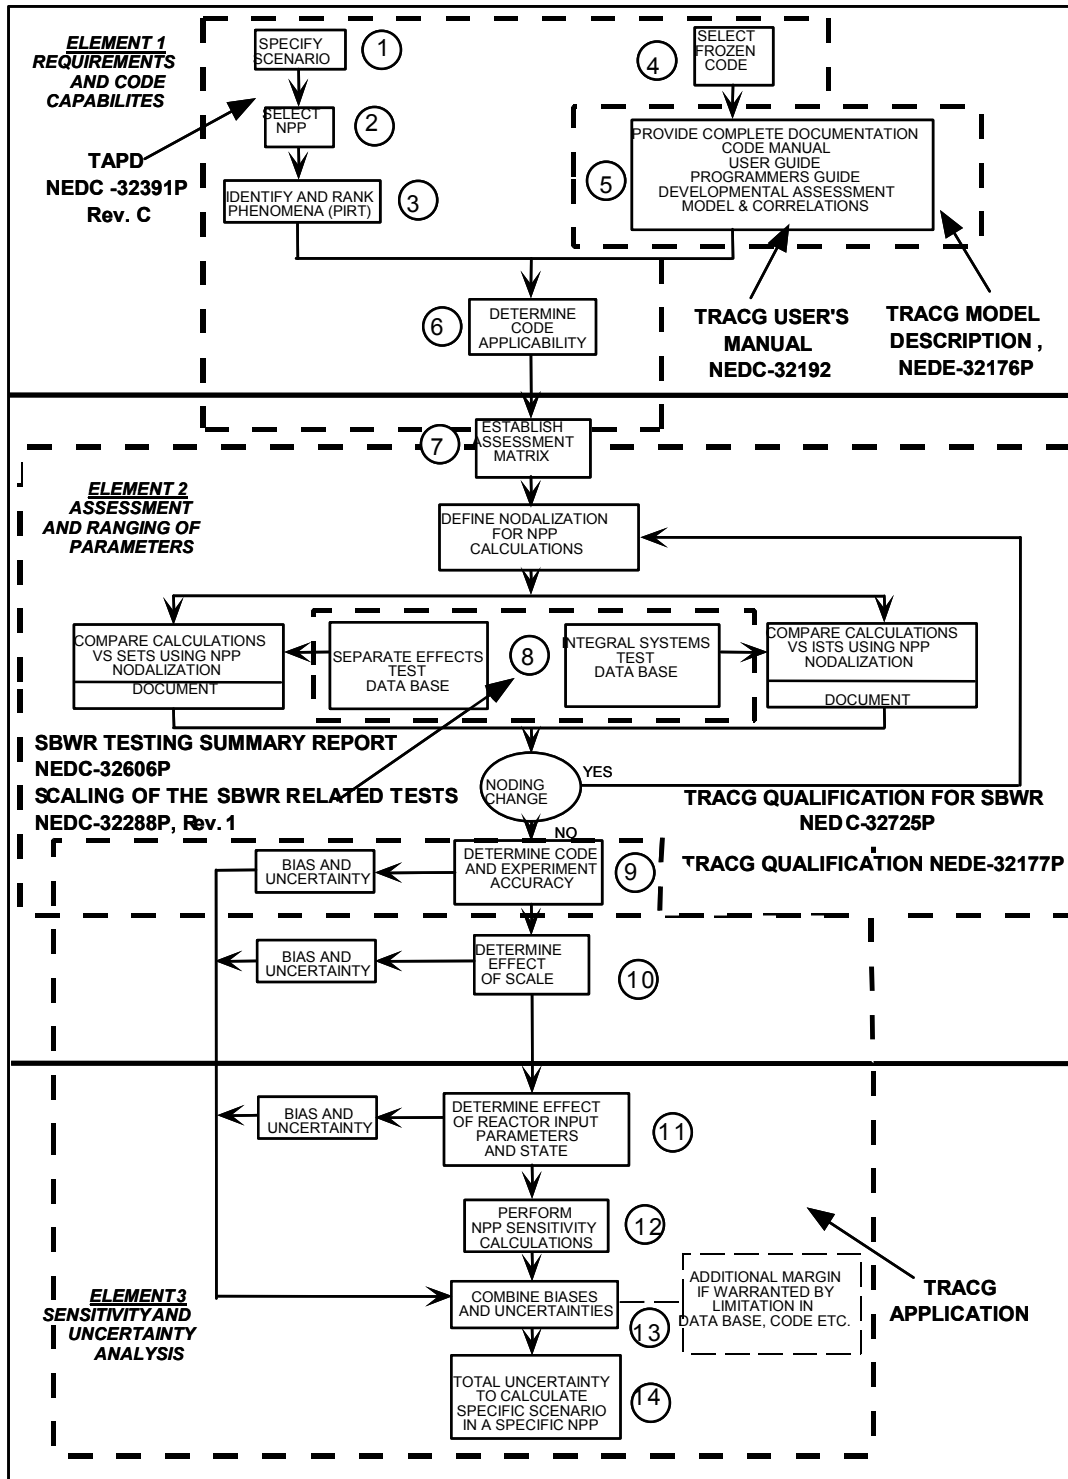 ELEMENT 1
REQUIREMENTS
AND CODE
CAPABILITES
SPECIFY
SCENARIO
1
SELECT
FROZEN
CODE
4
SELECT
NPP
2
TAPD
NEDC -32391P
Rev. C
IDENTIFY AND RANK
PHENOMENA (PIRT)
3
PROVIDE COMPLETE DOCUMENTATION
CODE MANUAL
USER GUIDE
PROGRAMMERS GUIDE
DEVELOPMENTAL ASSESSMENT
MODEL & CORRELATIONS
5
DETERMINE
CODE
APPLICABILITY
6
TRACG USER'S
MANUAL
NEDC-32192
TRACG MODEL
DESCRIPTION ,
NEDE-32176P
ESTABLISH
ASSESSMENT
MATRIX
7
ELEMENT 2
ASSESSMENT
AND RANGING OF
PARAMETERS
DEFINE NODALIZATION
FOR NPP
CALCULATIONS
COMPARE CALCULATIONS
VS SETS USING NPP
NODALIZATION
DOCUMENT
SEPARATE EFFECTS
TEST
DATA BASE
8
INTEGRAL SYSTEMS
TEST
DATA BASE
COMPARE CALCULATIONS
VS ISTS USING NPP
NODALIZATION
DOCUMENT
SBWR TESTING SUMMARY REPORT
NEDC-32606P
SCALING OF THE SBWR RELATED TESTS
NEDC-32288P, Rev. 1
NODING
CHANGE
YES
NO
TRACG QUALIFICATION FOR SBWR
NEDC-32725P
TRACG QUALIFICATION NEDE-32177P
BIAS AND
UNCERTAINTY
DETERMINE CODE
AND EXPERIMENT
ACCURACY
9
BIAS AND
UNCERTAINTY
DETERMINE
EFFECT
OF SCALE
10
BIAS AND
UNCERTAINTY
DETERMINE EFFECT
OF REACTOR INPUT
PARAMETERS
AND STATE
11
PERFORM
NPP SENSITIVITY
CALCULATIONS
12
ELEMENT 3
SENSITIVITY AND
UNCERTAINTY
ANALYSIS
COMBINE BIASES
AND UNCERTAINTIES
13
ADDITIONAL MARGIN
IF WARRANTED BY
LIMITATION IN
DATA BASE, CODE ETC.
TRACG
APPLICATION
TOTAL UNCERTAINTY
TO CALCULATE
SPECIFIC SCENARIO
IN A SPECIFIC NPP
14